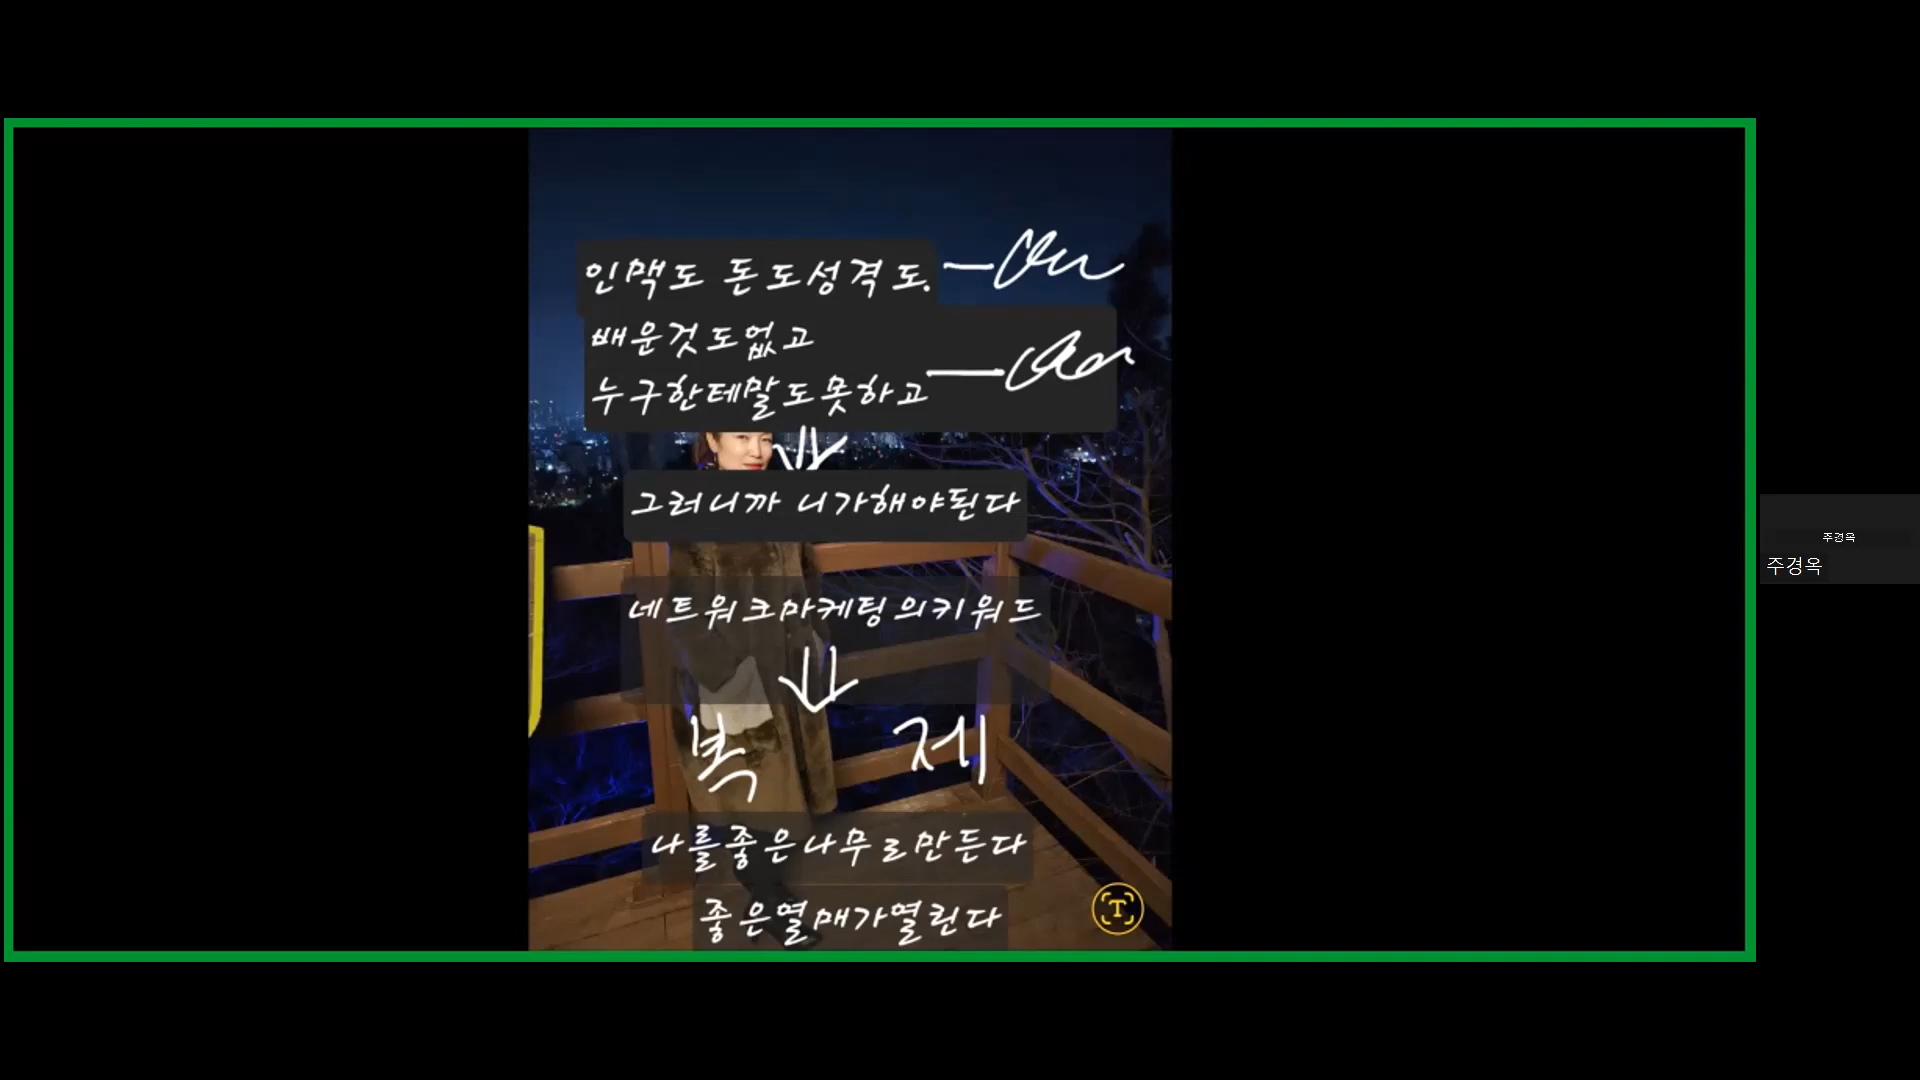 인맥도 돈도성격도.
배운것도없고
누구한테말도못하고
그러니까 니가해야된다
네트워크마케팅의키워드
복 제
나를좋은나무로만든다
좋은열매가열린다
T
주경옥
주경옥